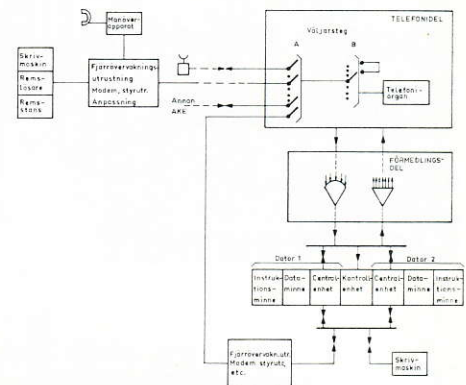 Manöver-
apparat
Skriv-
maskin
Rems-
läsare
Rems-
stans
Fjärrövervaknings-
utrustning
Modem, styrutr.
Anpassning
Annan
AKE
TELEFONIDEL
Väljarsteg
A
B
Telefoni-
organ
FÖRMEDLINGS-
DEL
Dator 1
Dator 2
Instruk-
tions-
minne
Data-
minne
Central-
enhet
Kontroll-
enhet
Central-
enhet
Data-
minne
Instruk-
tions-
minne
Fjärrövervakn.utr.
Modem styrutr,
etc.
Skriv-
maskin